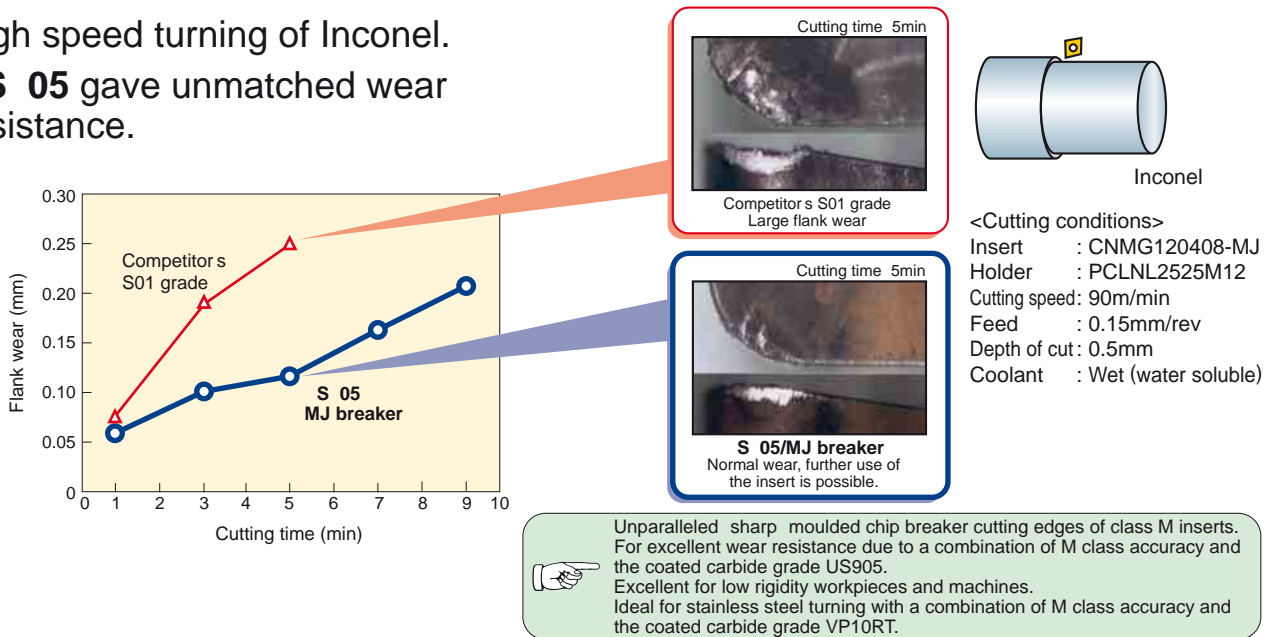 gh speed turning of Inconel.
S 05 gave unmatched wear
sistance.
Flank wear (mm)
0.30
0.25
0.20
0.15
0.10
0.05
0
0 1 2 3 4 5 6 7 8 9 10
Cutting time (min)
Competitor s
S01 grade
S 05
MJ breaker
Cutting time 5min
Competitor s S01 grade
Large flank wear
Cutting time 5min
S 05/MJ breaker
Normal wear, further use of
the insert is possible.
Inconel
<Cutting conditions>
Insert : CNMG120408-MJ
Holder : PCLNL2525M12
Cutting speed: 90m/min
Feed : 0.15mm/rev
Depth of cut : 0.5mm
Coolant : Wet (water soluble)
Unparalleled sharp moulded chip breaker cutting edges of class M inserts.
For excellent wear resistance due to a combination of M class accuracy and
the coated carbide grade US905.
Excellent for low rigidity workpieces and machines.
Ideal for stainless steel turning with a combination of M class accuracy and
the coated carbide grade VP10RT.